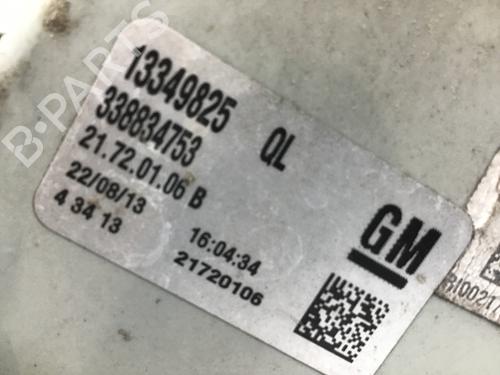 13349825 QL
338834753
21.72.01.06 B
22/08/13 16:04:34
4 34 13 21720106
GM
B-PARTS